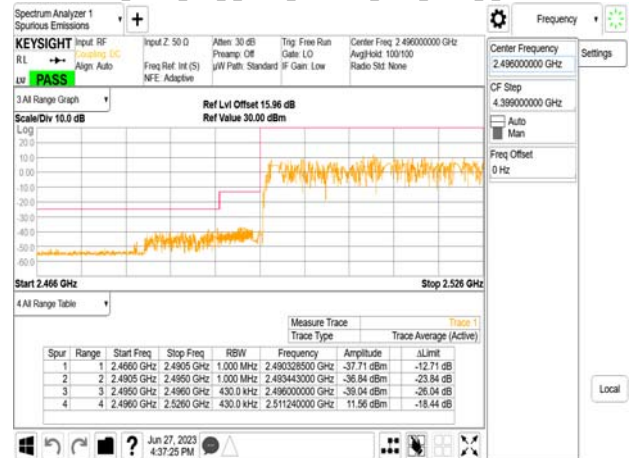 Spectrum Analyzer 1
Spurious Emissions
Frequency
KEYSIGHT Input: RF Input Z: 50 Ω Atten: 30 dB Trig: Free Run Center Freq: 2.496000000 GHz
RL Coupling: DC Preamp: Off Gate: LO Avg|Hold: 100/100
Align: Auto Freq Ref: Int (S) µW Path: Standard IF Gain: Low Radio Std: None
NFE: Adaptive
PASS
Center Frequency
2.496000000 GHz
Settings
CF Step
4.399000000 GHz
Auto
Man
Freq Offset
0 Hz
3 All Range Graph
Ref Lvl Offset 15.96 dB
Scale/Div 10.0 dB Ref Value 30.00 dBm
Log
20.0
10.0
0.00
-10.0
-20.0
-30.0
-40.0
-50.0
-60.0
Start 2.466 GHz Stop 2.526 GHz
4 All Range Table
Measure Trace Trace 1
Trace Type Trace Average (Active)
Spur Range Start Freq Stop Freq RBW Frequency Amplitude ΔLimit
1 1 2.4660 GHz 2.4905 GHz 1.000 MHz 2.490328500 GHz -37.71 dBm -12.71 dB
2 2 2.4905 GHz 2.4950 GHz 1.000 MHz 2.493443000 GHz -36.84 dBm -23.84 dB
3 3 2.4950 GHz 2.4960 GHz 430.0 kHz 2.496000000 GHz -39.04 dBm -26.04 dB
4 4 2.4960 GHz 2.5260 GHz 430.0 kHz 2.511240000 GHz 11.56 dBm -18.44 dB
Local
Jun 27, 2023
4:37:25 PM